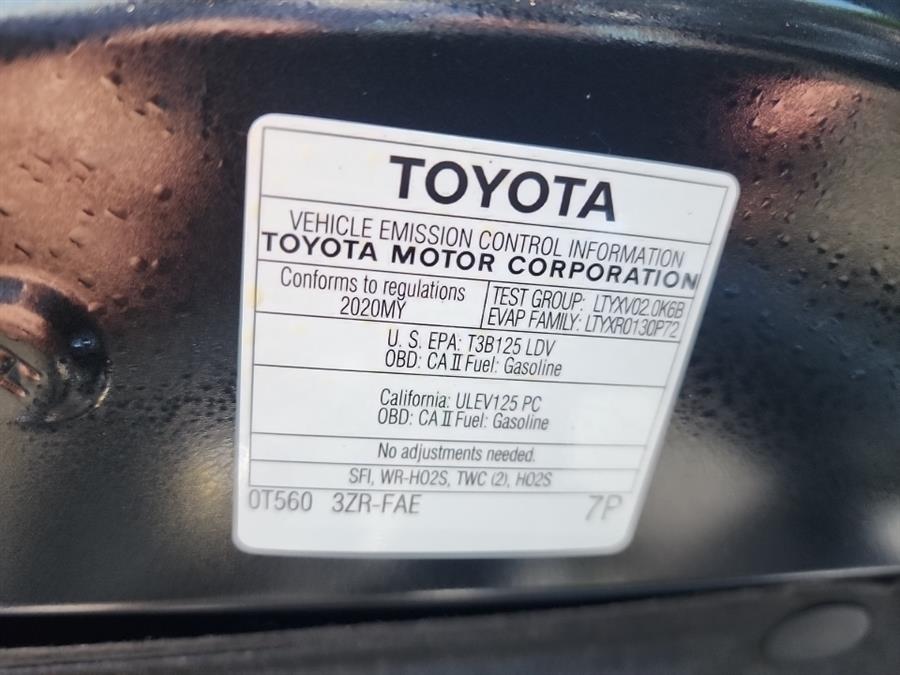 TOYOTA
VEHICLE EMISSION CONTROL INFORMATION
TOYOTA MOTOR CORPORATION
Conforms to regulations
2020MY
TEST GROUP: LTYXV02.0K6B
EVAP FAMILY: LTYXR0130P72
U. S. EPA: T3B125 LDV
OBD: CA II Fuel: Gasoline
California: ULEV125 PC
OBD: CA II Fuel: Gasoline
No adjustments needed.
SFI, WR-HO2S, TWC (2), HO2S
0T560 3ZR-FAE 7P